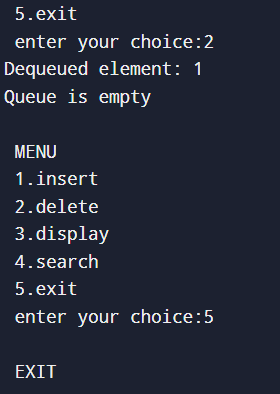 5.exit
enter your choice:2
Dequeued element: 1
Queue is empty
MENU
1.insert
2.delete
3.display
4.search
5.exit
enter your choice:5
EXIT